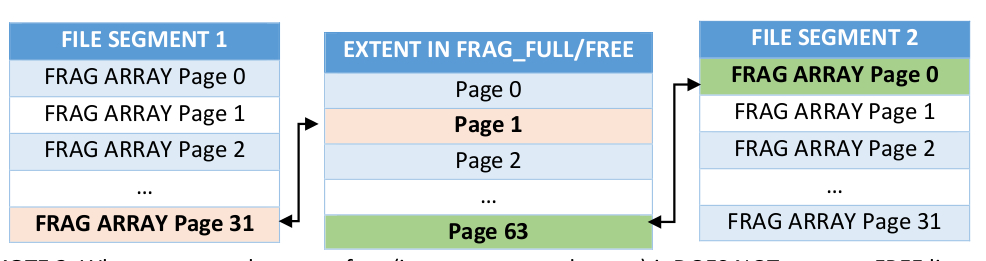 FILE SEGMENT 1
FRAG ARRAY Page 0
FRAG ARRAY Page 1
FRAG ARRAY Page 2
...
FRAG ARRAY Page 31
EXTENT IN FRAG_FULL/FREE
Page 0
Page 1
Page 2
...
Page 63
FILE SEGMENT 2
FRAG ARRAY Page 0
FRAG ARRAY Page 1
FRAG ARRAY Page 2
...
FRAG ARRAY Page 31